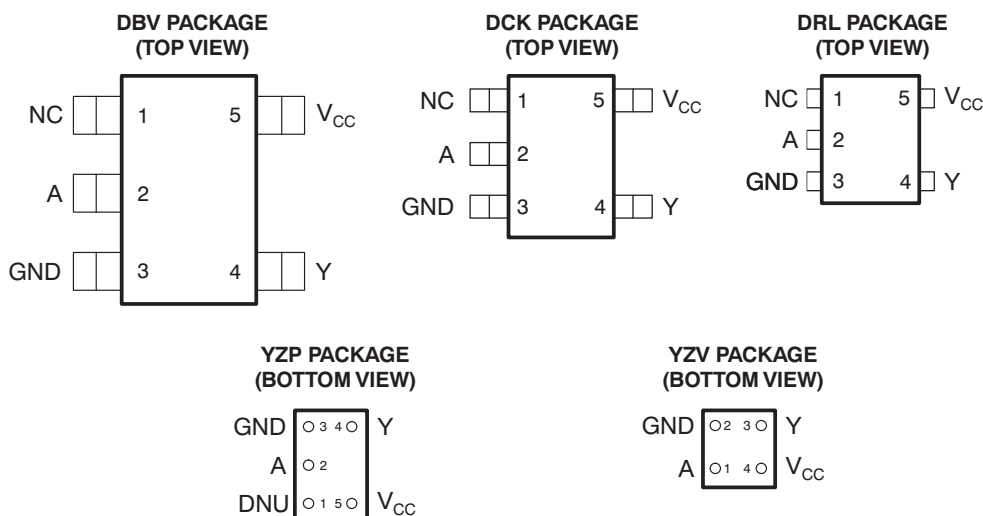 DBV PACKAGE
(TOP VIEW)
NC 1 5 VCC
A 2
GND 3 4 Y
DCK PACKAGE
(TOP VIEW)
NC 1 5 VCC
A 2
GND 3 4 Y
DRL PACKAGE
(TOP VIEW)
NC 1 5 VCC
A 2
GND 3 4 Y
YZP PACKAGE
(BOTTOM VIEW)
GND 3 4 Y
A 2
DNU 1 5 VCC
YZV PACKAGE
(BOTTOM VIEW)
GND 2 3 Y
A 1 4 VCC